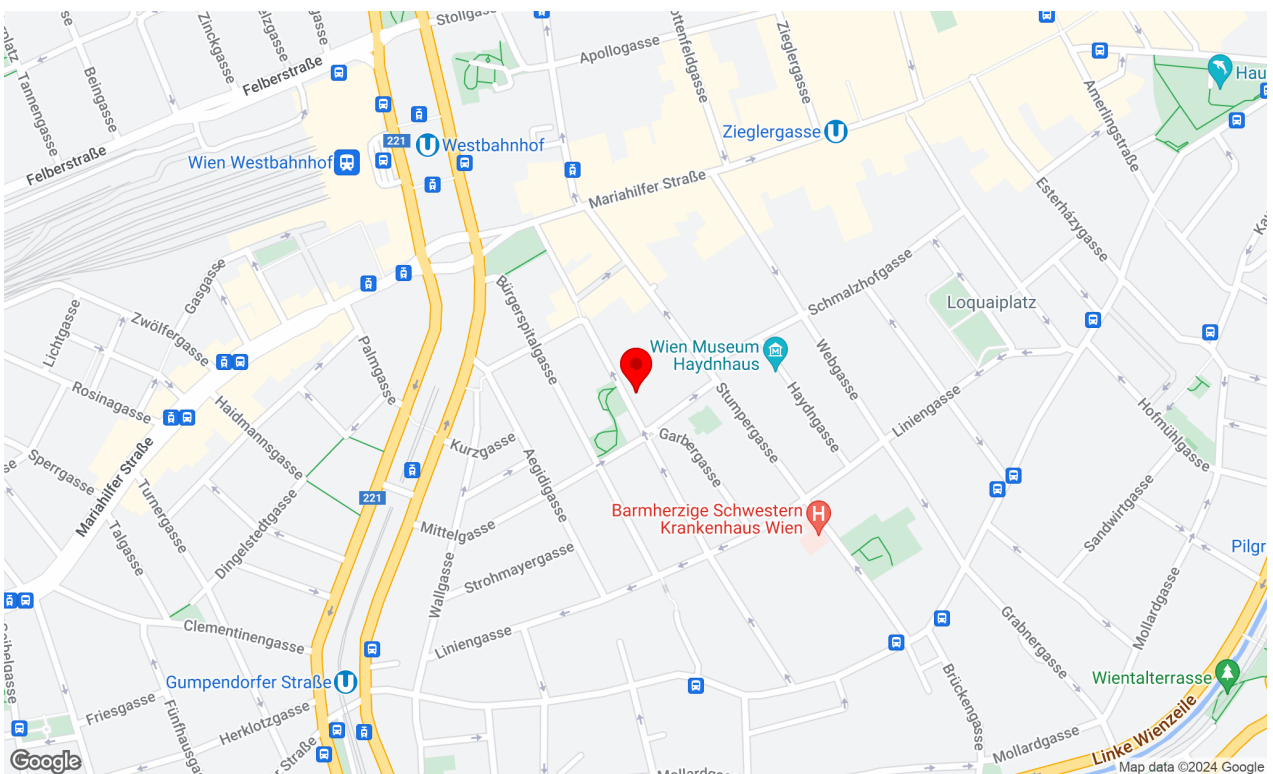 Stollgasse
Apollogasse
Zieglergasse
Zinckgasse
Beingasse
Tannengasse
Felberstraße
Felberstraße
Amerlingstraße
Hau
Zieglergasse
221
Westbahnhof
Wien Westbahnhof
Mariahilfer Straße
Esterházygasse
Gasgasse
Bürgerspitalgasse
Schmalzhofgasse
Loquaiplatz
Lichtgasse
Zwölfergasse
Palmgasse
Wien Museum
Haydnhaus
Webgasse
Rosinagasse
Haidmannsgasse
Stumpergasse
Haydngasse
Liniengasse
Hofmühlgasse
Kurzgasse
Garbergasse
Mariahilfer Straße
Sperrgasse
Aegidigasse
221
Turnergasse
Talgasse
Dingelstedtgasse
Mittelgasse
Barmherzige Schwestern
Krankenhaus Wien
Sandwirtgasse
Pilgr
Strohmayergasse
Wallgasse
Mollardgasse
Clementinengasse
Liniengasse
Grabnergasse
Gumpendorfer Straße
Wientalterrasse
Brückengasse
Friesgasse
Fünfhausga
Herklotzgasse
Mollardgasse
Linke Wienzeile
Google
Map data ©2024 Google